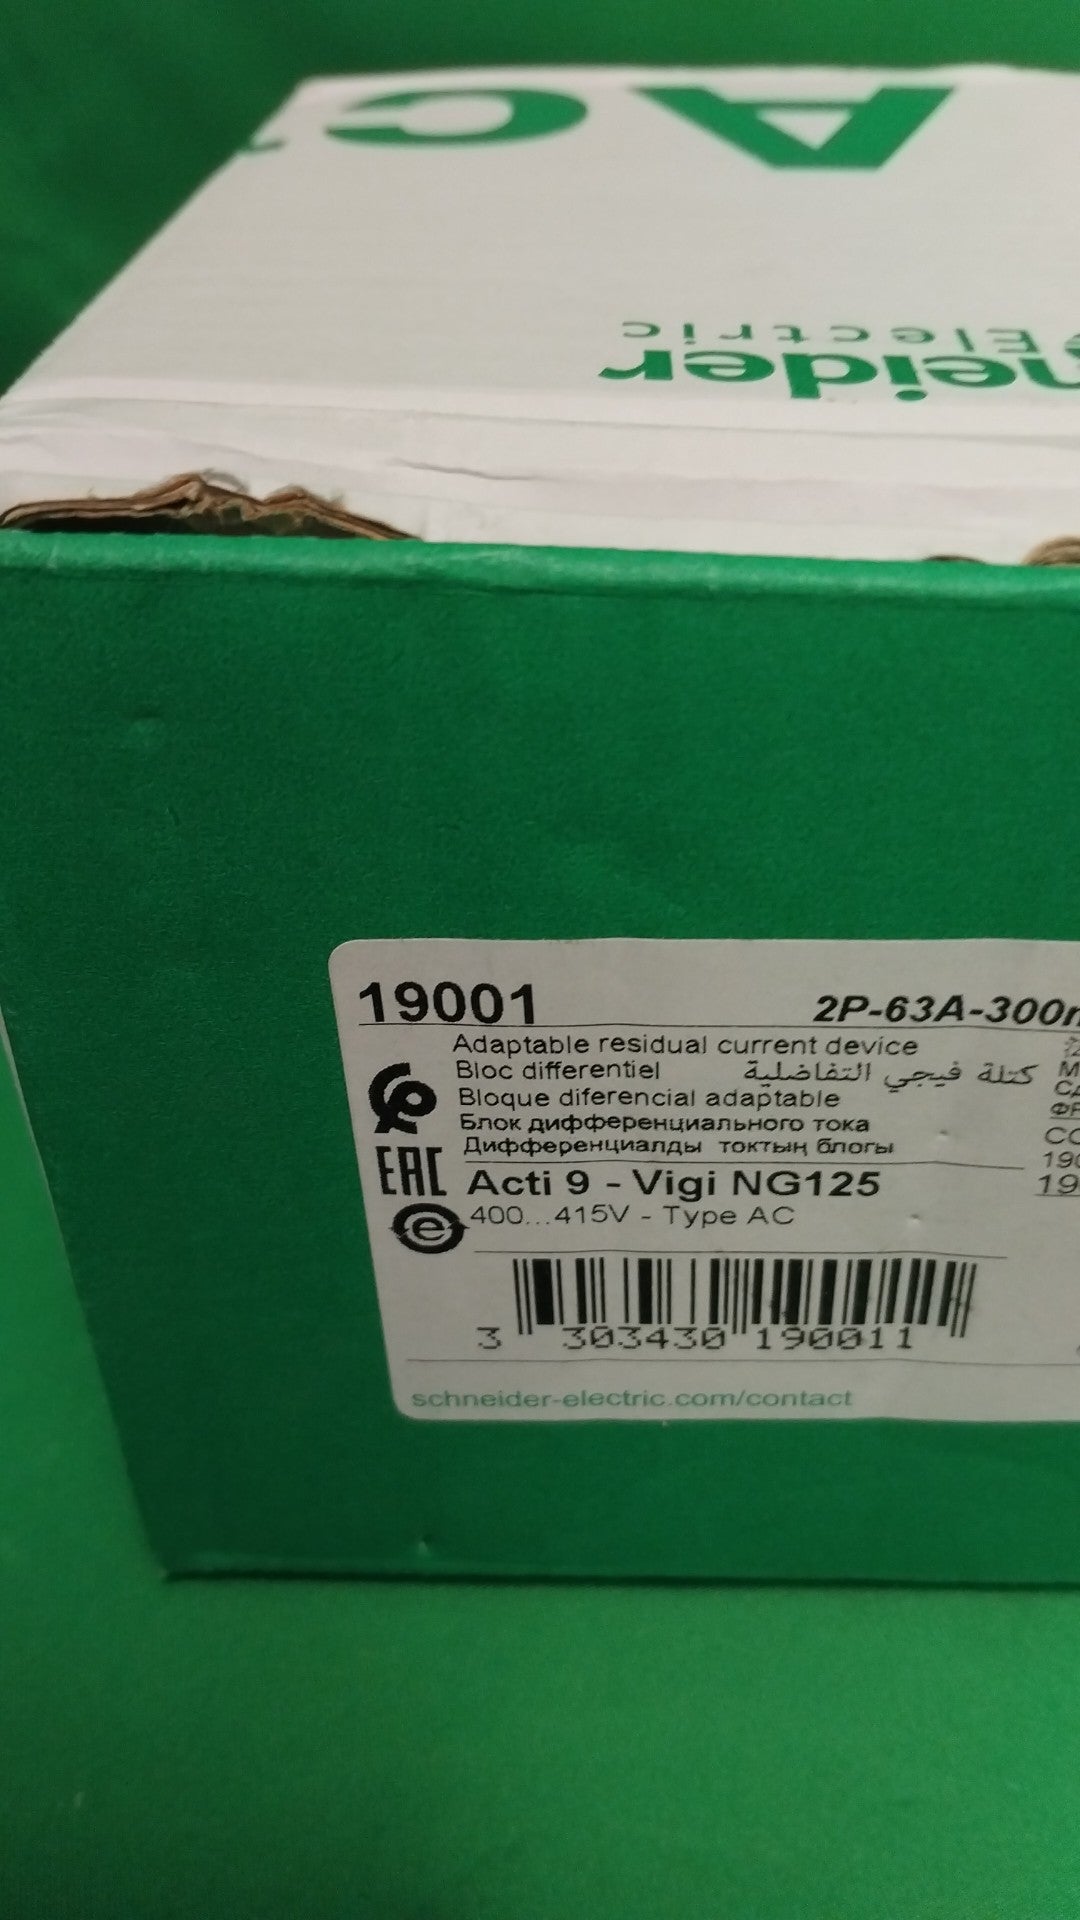 Ac
neider
Electric
19001 2P-63A-300m
Adaptable residual current device
Bloc differentiel كتلة فيجي التفاضلية
Bloque diferencial adaptable
Блок дифференциального тока
Дифференциалды токтың блогы
EAC
Acti 9 - Vigi NG125
400...415V - Type AC
3 303430 190011
schneider-electric.com/contact